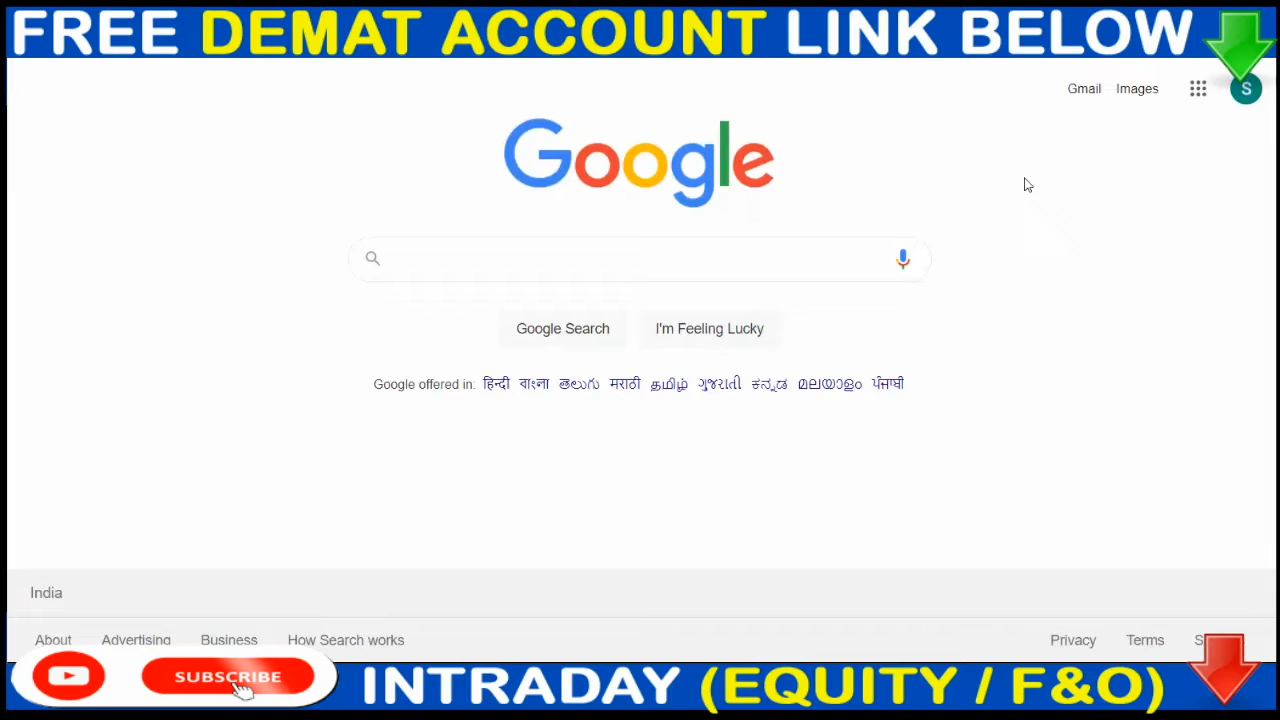 FREE DEMAT ACCOUNT LINK BELOW
Gmail Images
S
Google
Google Search I'm Feeling Lucky
Google offered in: हिन्दी বাংলা తెలుగు मराठी தமிழ் ગુજરાતી ಕನ್ನಡ മലയാളം ਪੰਜਾਬੀ
India
About Advertising Business How Search works Privacy Terms
SUBSCRIBE INTRADAY (EQUITY / F&O)